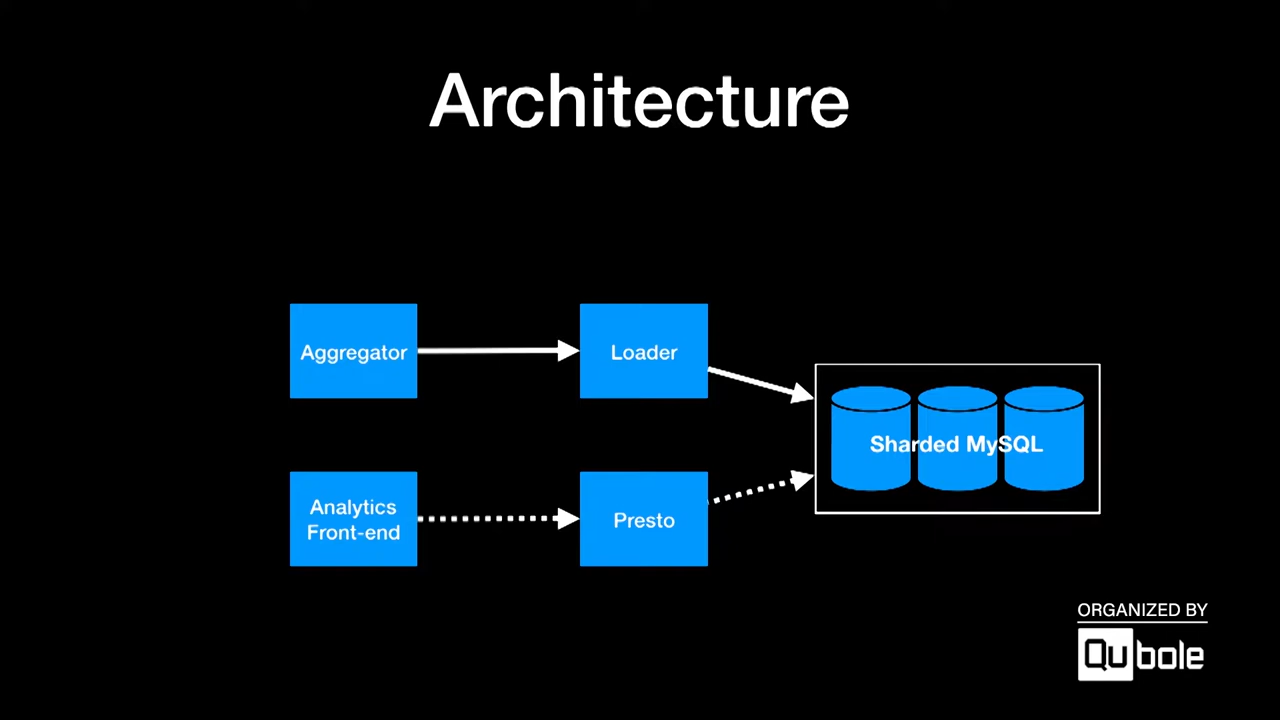 Architecture
Aggregator
Loader
Sharded MySQL
Analytics
Front-end
Presto
ORGANIZED BY
Qubole